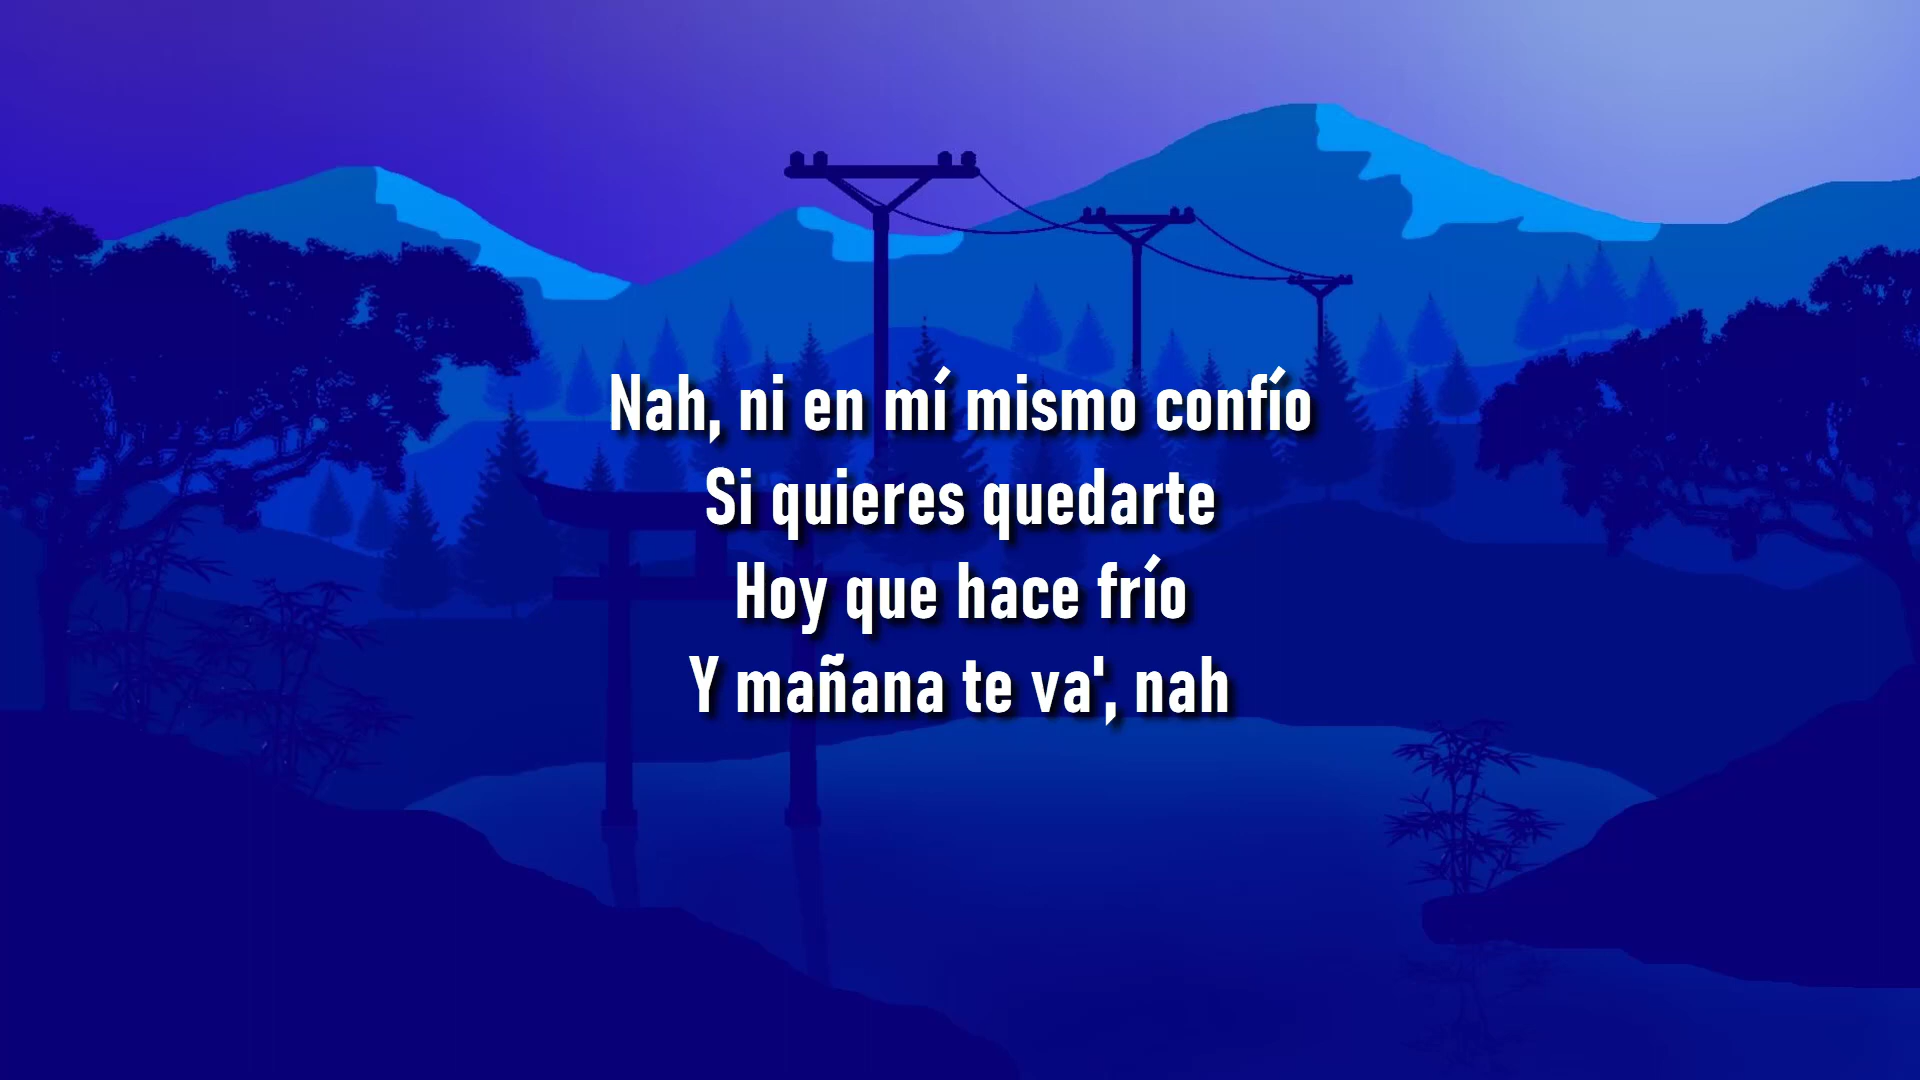 Nah, ni en mí mismo confío
Si quieres quedarte
Hoy que hace frío
Y mañana te va', nah